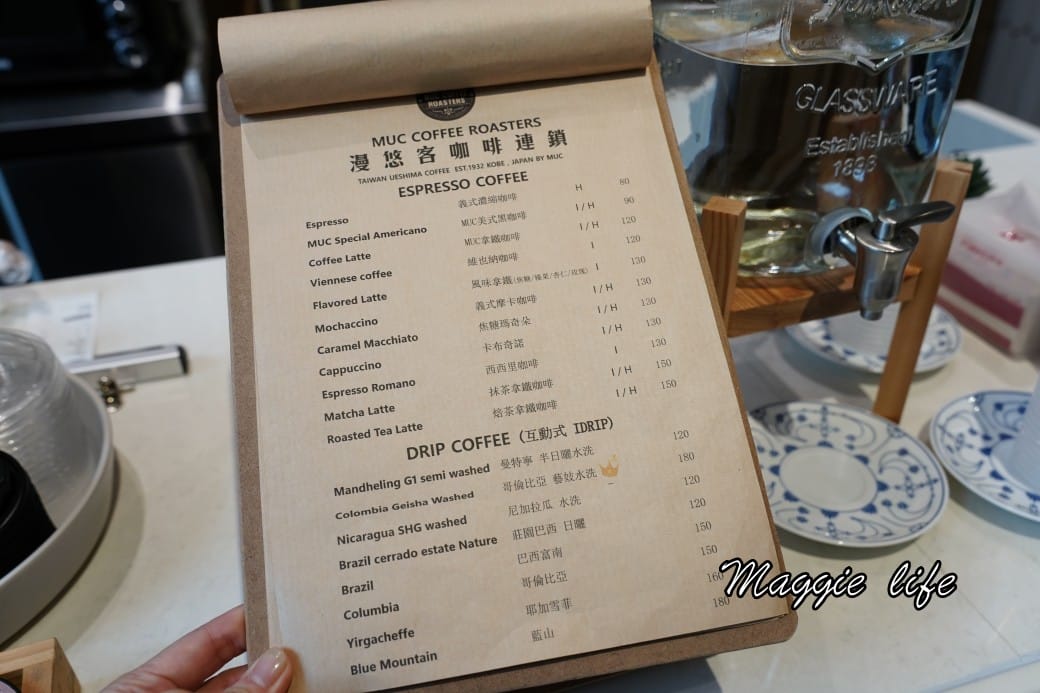 ROASTERS
MUC COFFEE ROASTERS
漫悠客咖啡連鎖
TAIWAN UESHIMA COFFEE EST.1932 KOBE , JAPAN BY MUC
ESPRESSO COFFEE
Espresso 義式濃縮咖啡 H 80
MUC Special Americano MUC美式黑咖啡 I / H 90
Coffee Latte MUC拿鐵咖啡 I / H 120
Viennese coffee 維也納咖啡 I 120
Flavored Latte 風味拿鐵(焦糖/榛果/杏仁/玫瑰) I 130
Mochaccino 義式摩卡咖啡 I / H 130
Caramel Macchiato 焦糖瑪奇朵 I / H 130
Cappuccino 卡布奇諾 I / H 130
Espresso Romano 西西里咖啡 I 130
Matcha Latte 抹茶拿鐵咖啡 I / H 150
Roasted Tea Latte 焙茶拿鐵咖啡 I / H 150
DRIP COFFEE (互動式 IDRIP)
Mandheling G1 semi washed 曼特寧 半日曬水洗 120
Colombia Geisha Washed 哥倫比亞 藝妓水洗 180
Nicaragua SHG washed 尼加拉瓜 水洗 120
Brazil cerrado estate Nature 莊園巴西 日曬 120
Brazil 巴西富南 150
Columbia 哥倫比亞 150
Yirgacheffe 耶加雪菲 160
Blue Mountain 藍山 180
GLASSWARE
Established
1898
Maggie life